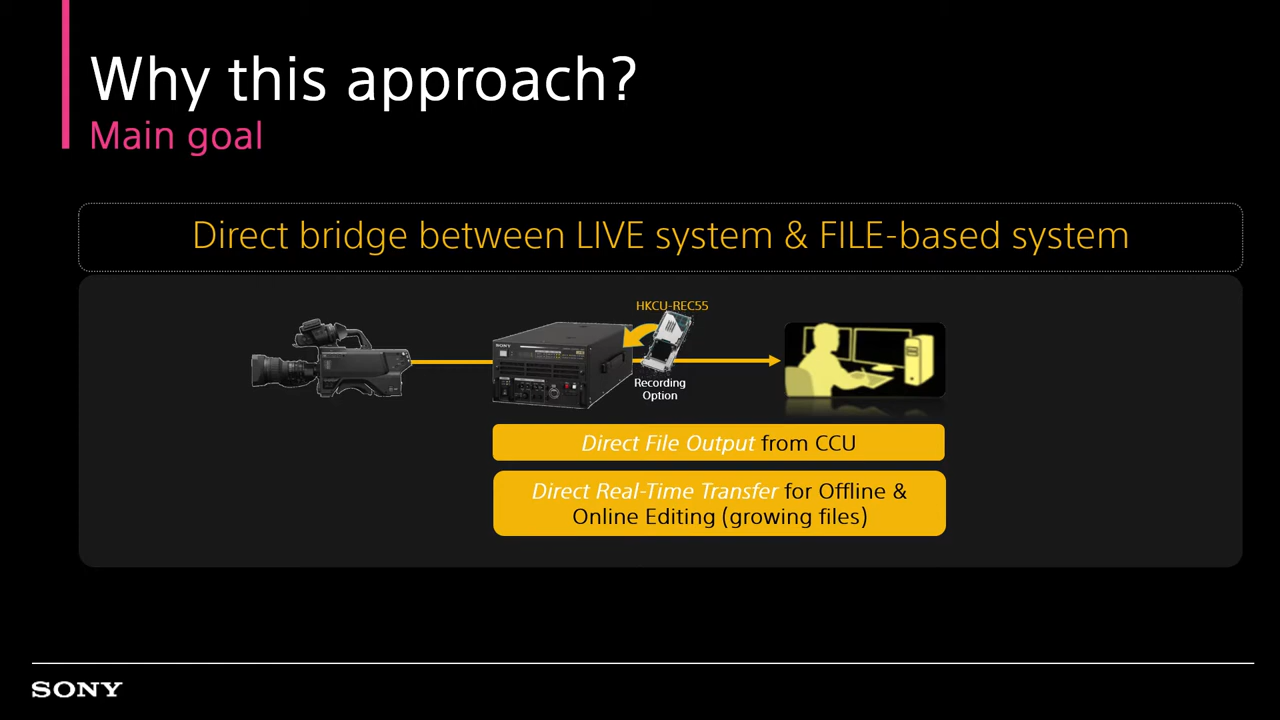 Why this approach?
Main goal
Direct bridge between LIVE system & FILE-based system
HKCU-REC55
SONY
Recording
Option
Direct File Output from CCU
Direct Real-Time Transfer for Offline &
Online Editing (growing files)
SONY